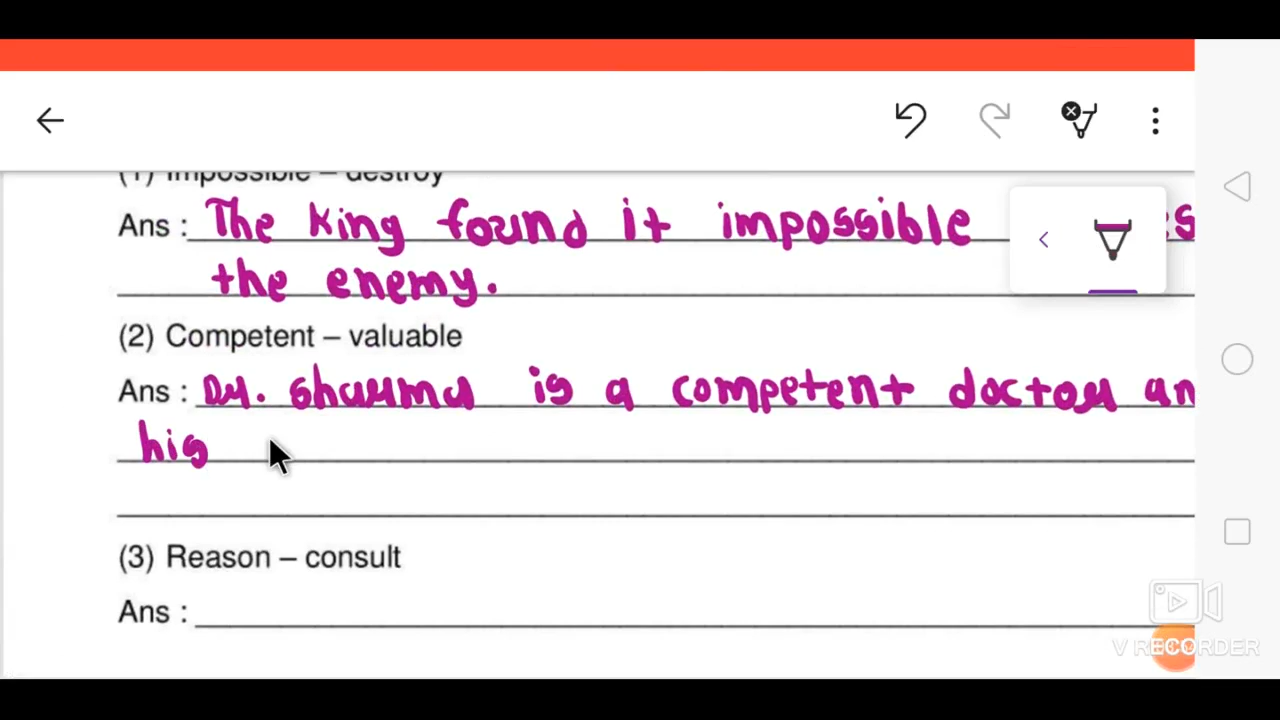 (1) Impossible – destroy
Ans : The king found it impossible
the enemy.
(2) Competent – valuable
Ans : Dr. sharma is a competent doctor an
his
(3) Reason – consult
Ans :
V RECORDER